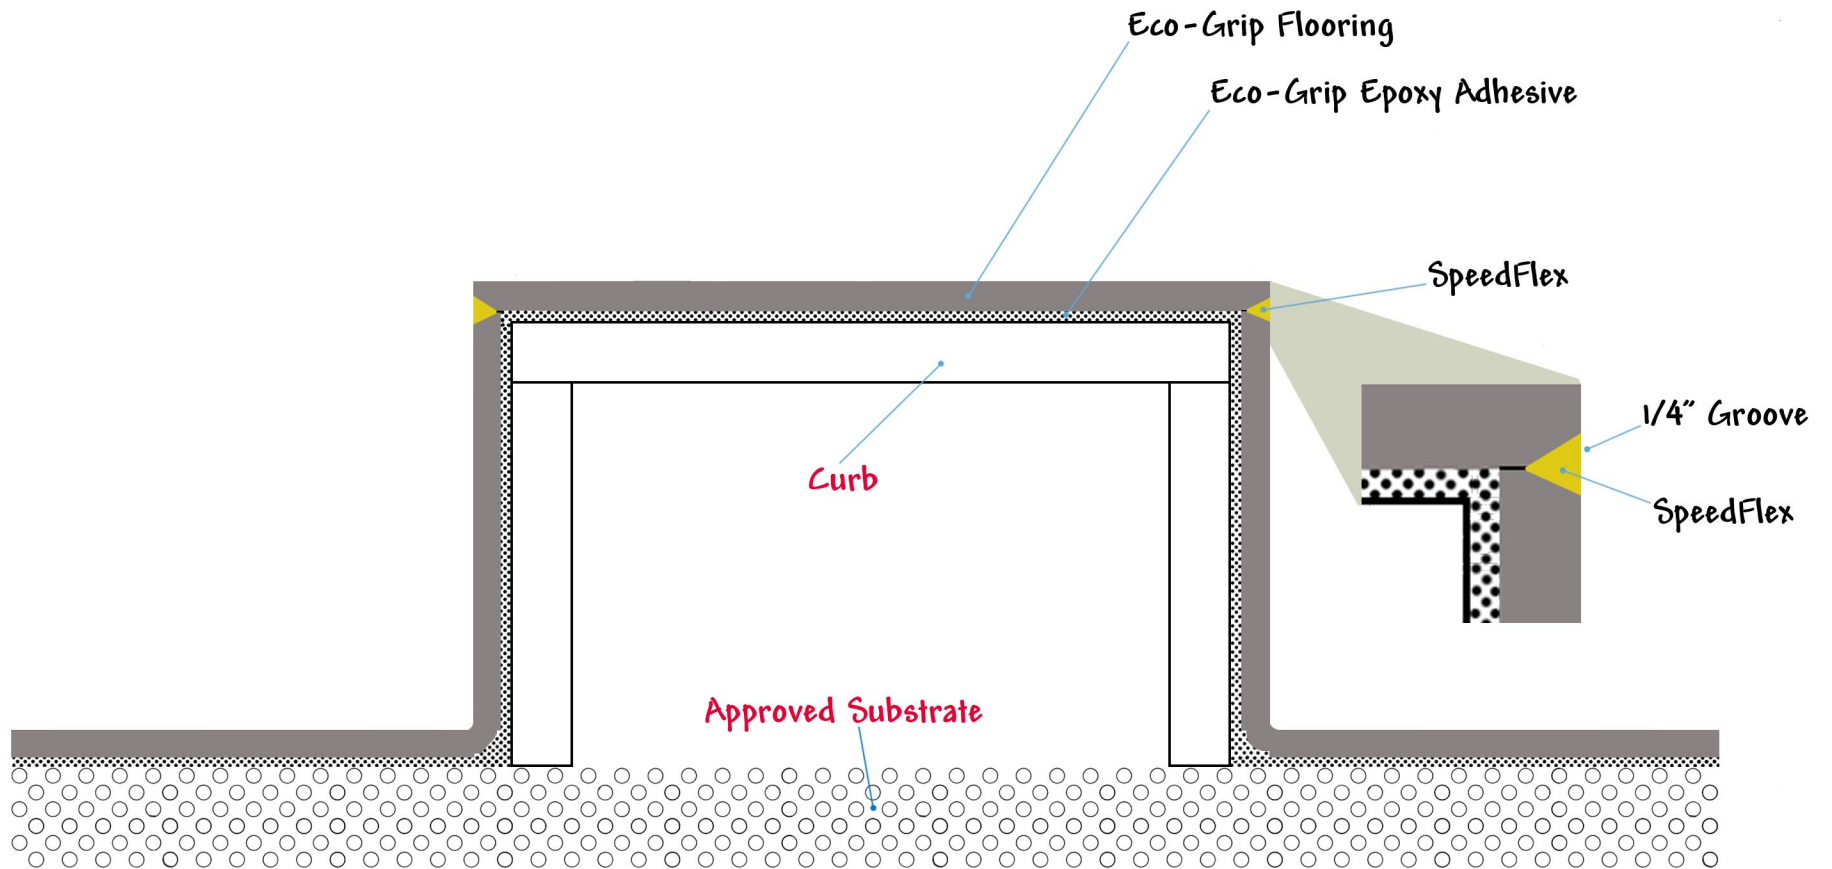 Eco-Grip Flooring
Eco-Grip Epoxy Adhesive
SpeedFlex
1/4" Groove
Curb
SpeedFlex
Approved Substrate